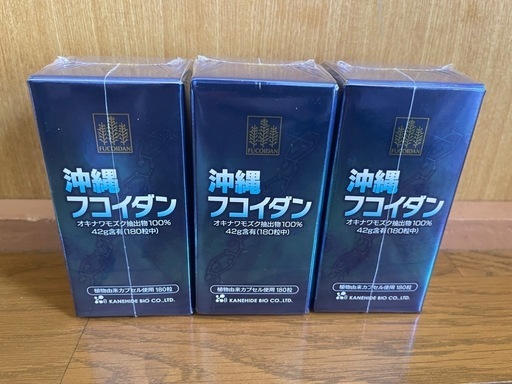 FUCOIDAN
沖縄
フコイダン
オキナワモズク抽出物100%
42g含有(180粒中)
植物由来カプセル使用 180粒
KANEHIDE BIO CO.,LTD.
FUCOIDAN
沖縄
フコイダン
オキナワモズク抽出物100%
42g含有(180粒中)
植物由来カプセル使用 180粒
KANEHIDE BIO CO.,LTD.
FUCOIDAN
沖縄
フコイダン
オキナワモズク抽出物100%
42g含有(180粒中)
植物由来カプセル使用 180粒
KANEHIDE BIO CO.,LTD.